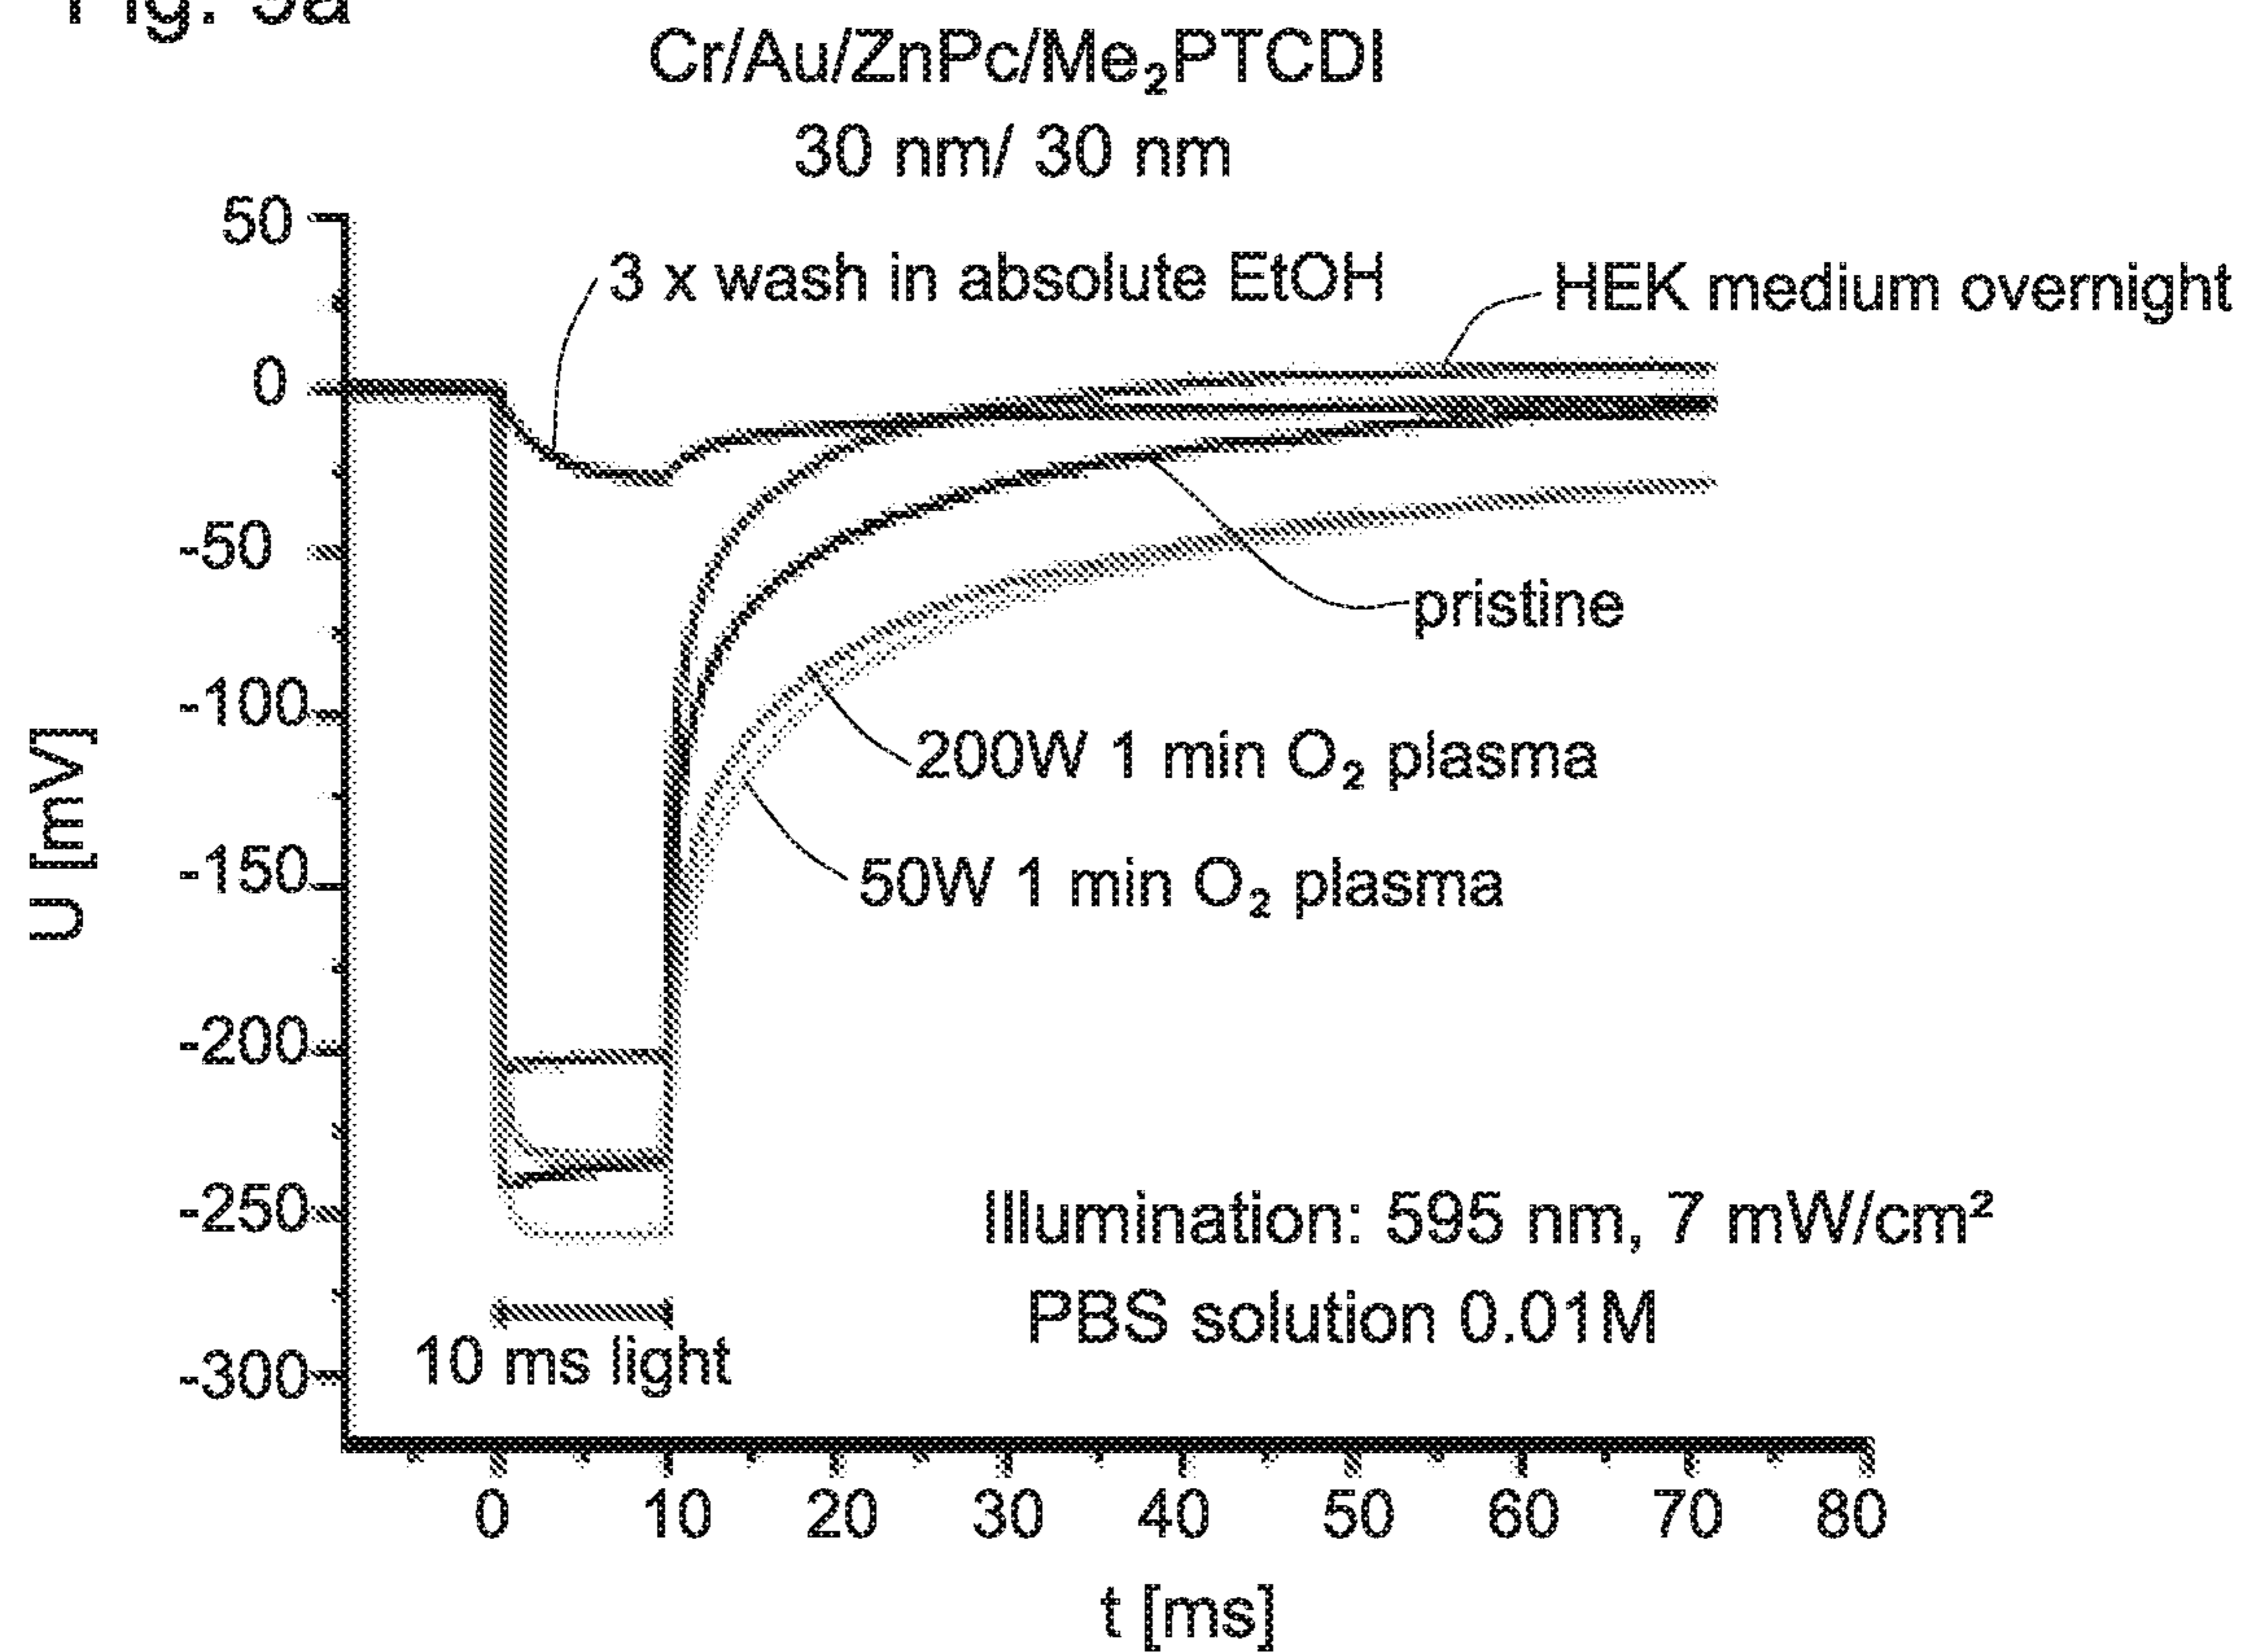 Fig. 5a
Cr/Au/ZnPc/Me₂PTCDI
30 nm/ 30 nm
50
3 x wash in absolute EtOH
HEK medium overnight
0
-50
pristine
-100
200W 1 min O₂ plasma
-150
50W 1 min O₂ plasma
U [mV]
-200
-250
Illumination: 595 nm, 7 mW/cm²
PBS solution 0.01M
10 ms light
-300
0 10 20 30 40 50 60 70 80
t [ms]